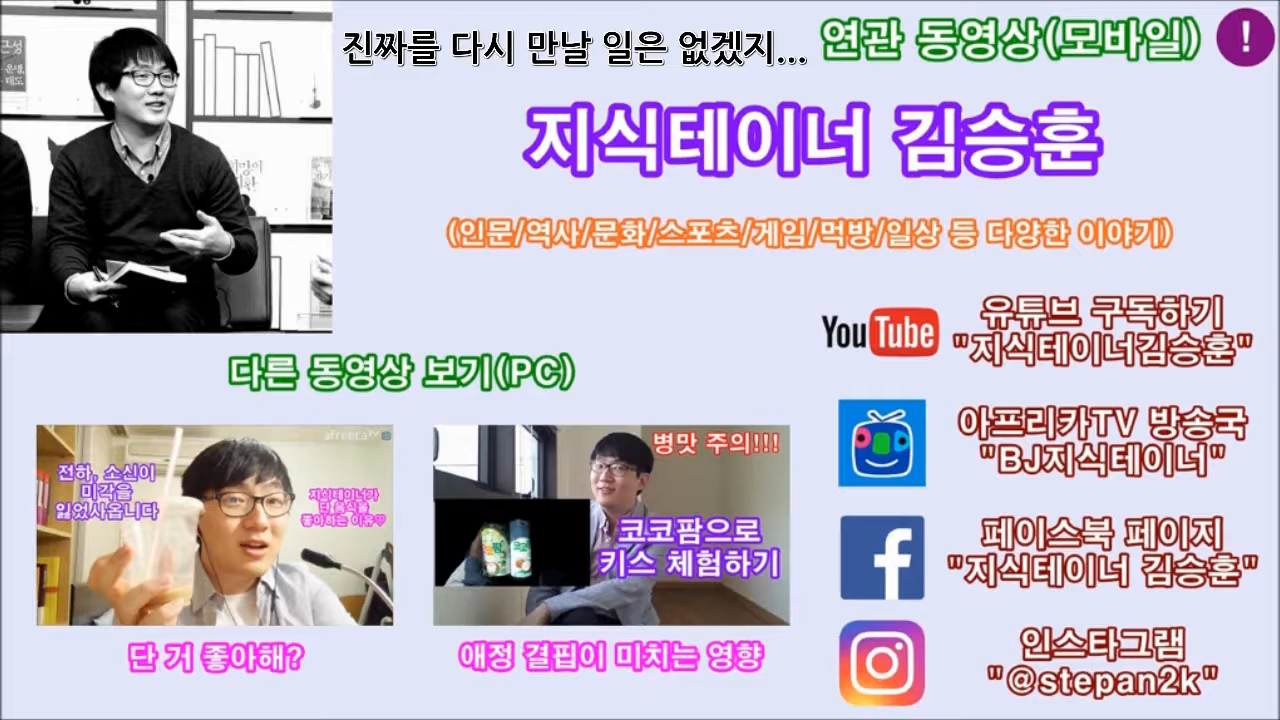 진짜를 다시 만날 일은 없겠지...
연관 동영상(모바일)
!
지식테이너 김승훈
(인문/역사/문화/스포츠/게임/먹방/일상 등 다양한 이야기)
YouTube
유튜브 구독하기
"지식테이너김승훈"
다른 동영상 보기(PC)
afreecaTV
전하, 소신이
미각을
잃었사옵니다
지식테이너가
단 음식을
좋아하는 이유♡
단 거 좋아해?
병맛 주의!!!
코코팜으로
키스 체험하기
애정 결핍이 미치는 영향
아프리카TV 방송국
"BJ지식테이너"
페이스북 페이지
"지식테이너 김승훈"
인스타그램
"@stepan2k"